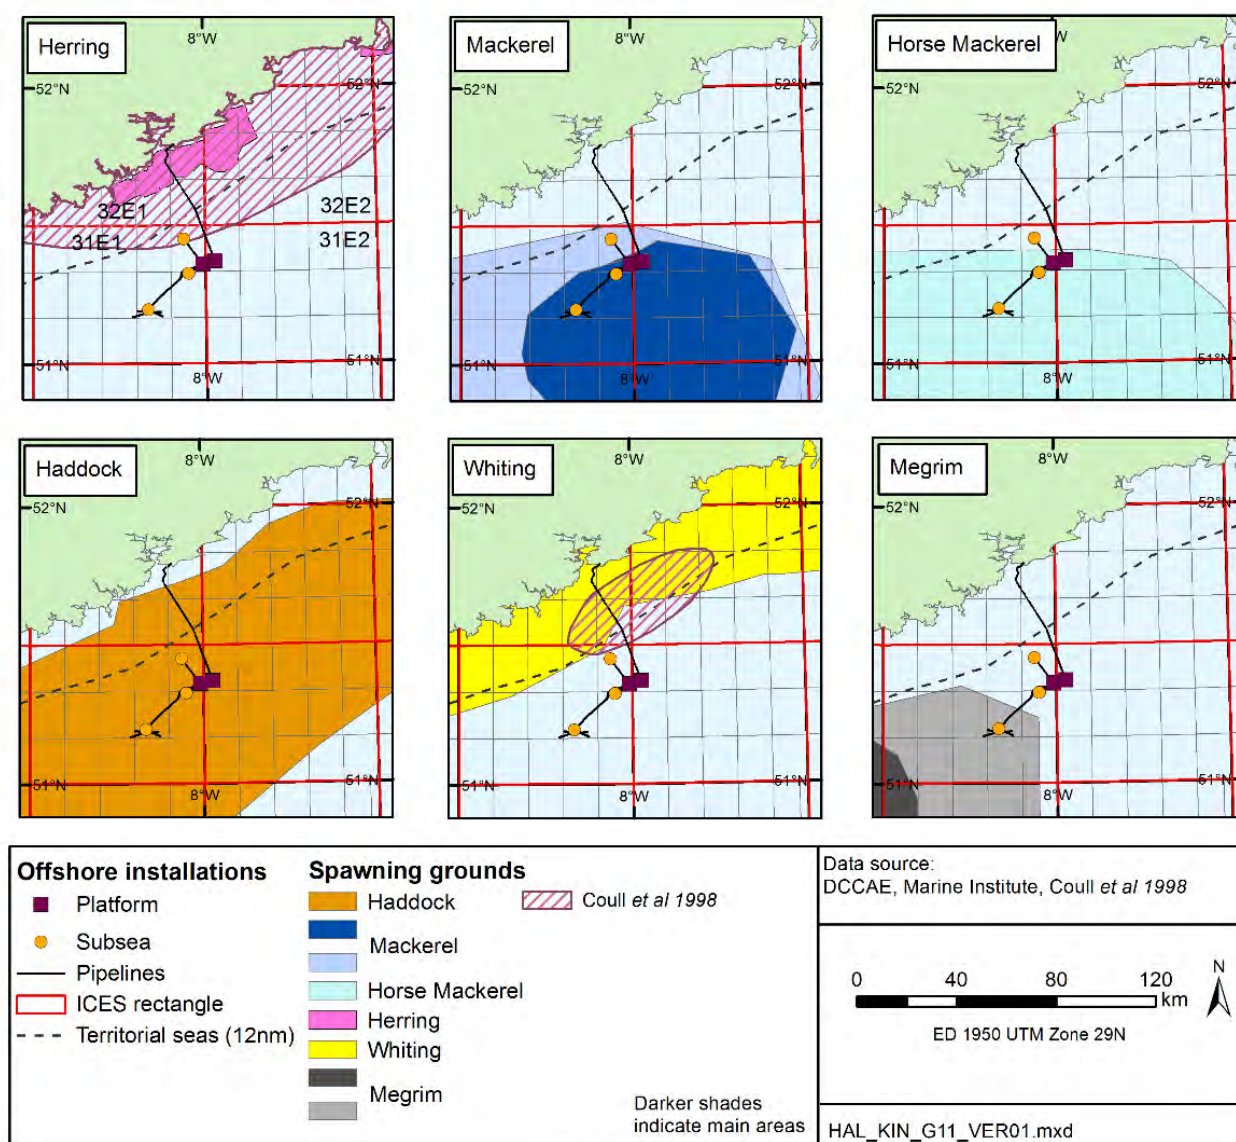 Herring
8°W
52°N
32E1
32E2
31E1
31E2
51°N
51°N
8°W
Mackerel
8°W
52°N
52°N
51°N
51°N
8°W
Horse Mackerel
8°W
52°N
52°N
51°N
51°N
8°W
Haddock
8°W
52°N
52°N
51°N
51°N
8°W
Whiting
8°W
52°N
52°N
51°N
51°N
8°W
Megrim
8°W
52°N
52°N
51°N
51°N
8°W
Offshore installations
Platform
Subsea
Pipelines
ICES rectangle
Territorial seas (12nm)
Spawning grounds
Haddock
Mackerel
Horse Mackerel
Herring
Whiting
Megrim
Coull et al 1998
Darker shades
indicate main areas
Data source:
DCCAE, Marine Institute, Coull et al 1998
0 40 80 120
km
N
ED 1950 UTM Zone 29N
HAL_KIN_G11_VER01.mxd